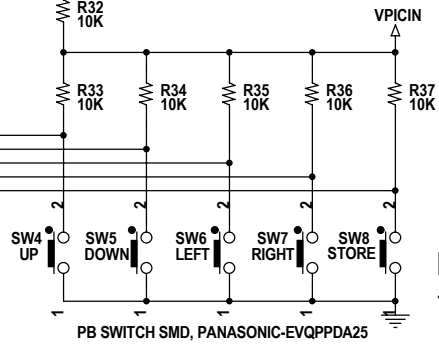 R32
10K
VPICIN
R33
10K
R34
10K
R35
10K
R36
10K
R37
10K
2
2
2
2
2
SW4
UP
SW5
DOWN
SW6
LEFT
SW7
RIGHT
SW8
STORE
1
1
1
1
1
PB SWITCH SMD, PANASONIC-EVQPPDA25